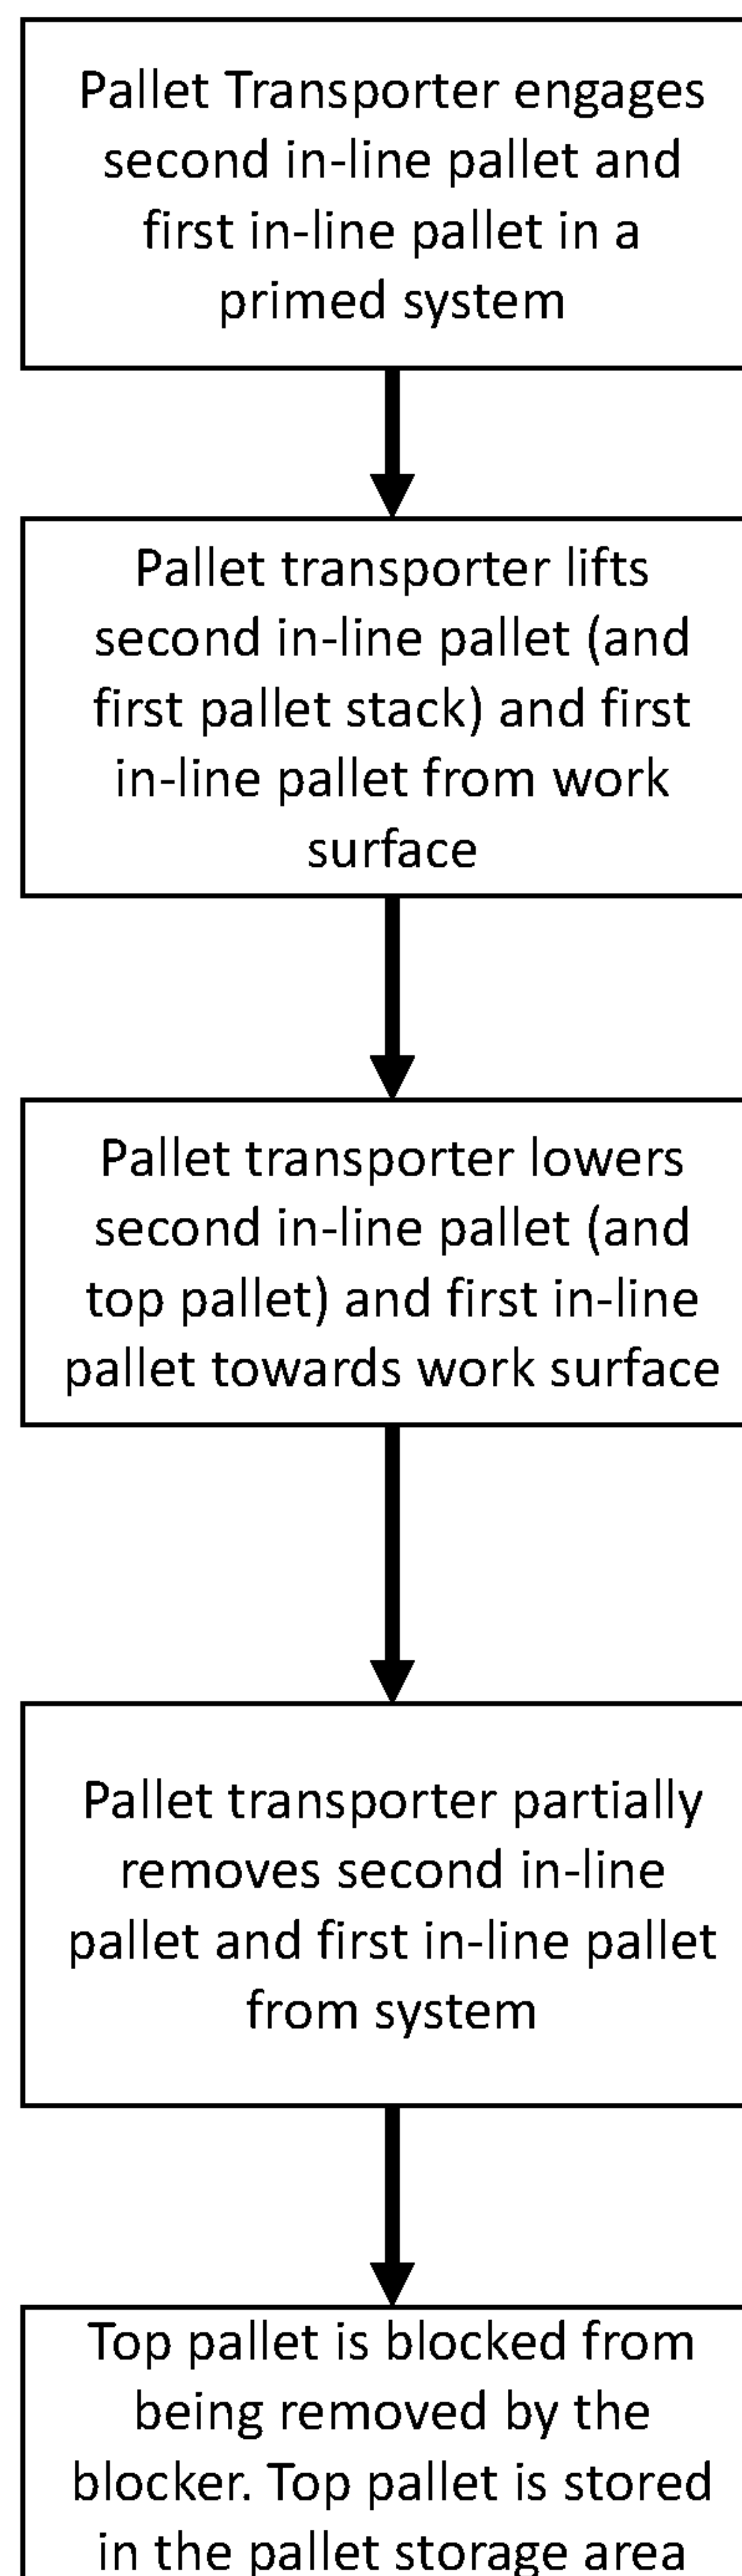 Pallet Transporter engages
second in-line pallet and
first in-line pallet in a
primed system
Pallet transporter lifts
second in-line pallet (and
first pallet stack) and first
in-line pallet from work
surface
Pallet transporter lowers
second in-line pallet (and
top pallet) and first in-line
pallet towards work surface
Pallet transporter partially
removes second in-line
pallet and first in-line pallet
from system
Top pallet is blocked from
being removed by the
blocker. Top pallet is stored
in the pallet storage area